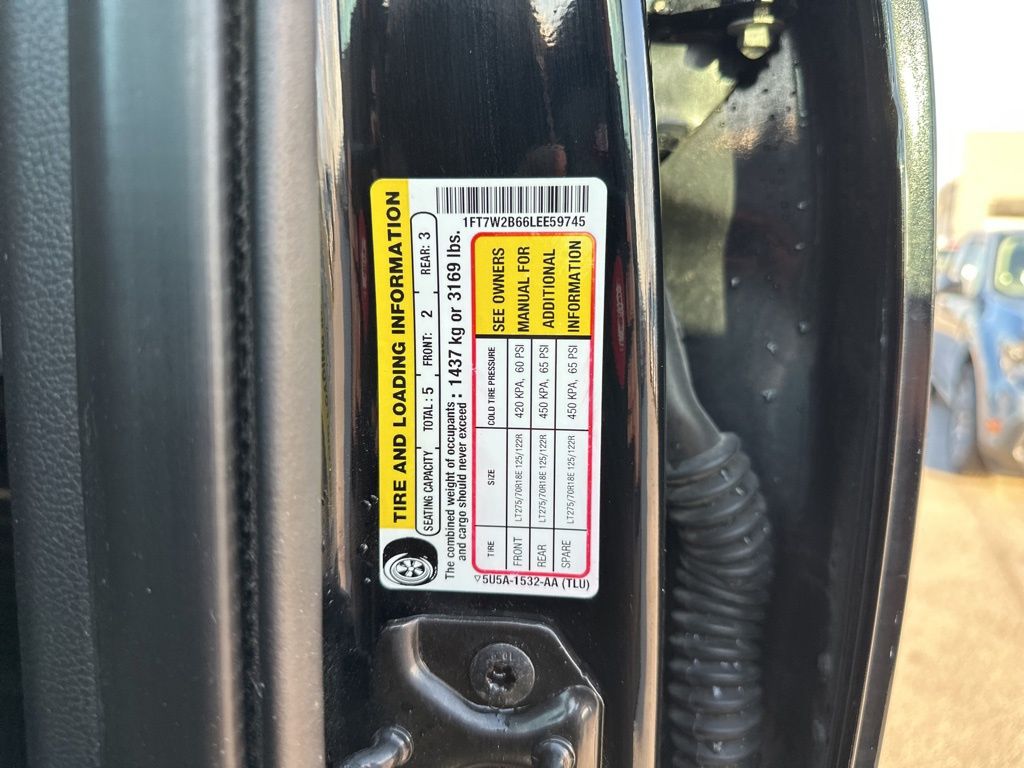 1FT7W2B66LEE59745
TIRE AND LOADING INFORMATION
SEATING CAPACITY TOTAL: 5 FRONT: 2 REAR: 3
The combined weight of occupants and cargo should never exceed : 1437 kg or 3169 lbs.
TIRE SIZE COLD TIRE PRESSURE
FRONT LT275/70R18E 125/122R 420 KPA, 60 PSI
REAR LT275/70R18E 125/122R 450 KPA, 65 PSI
SPARE LT275/70R18E 125/122R 450 KPA, 65 PSI
SEE OWNERS
MANUAL FOR
ADDITIONAL
INFORMATION
5U5A-1532-AA (TLU)